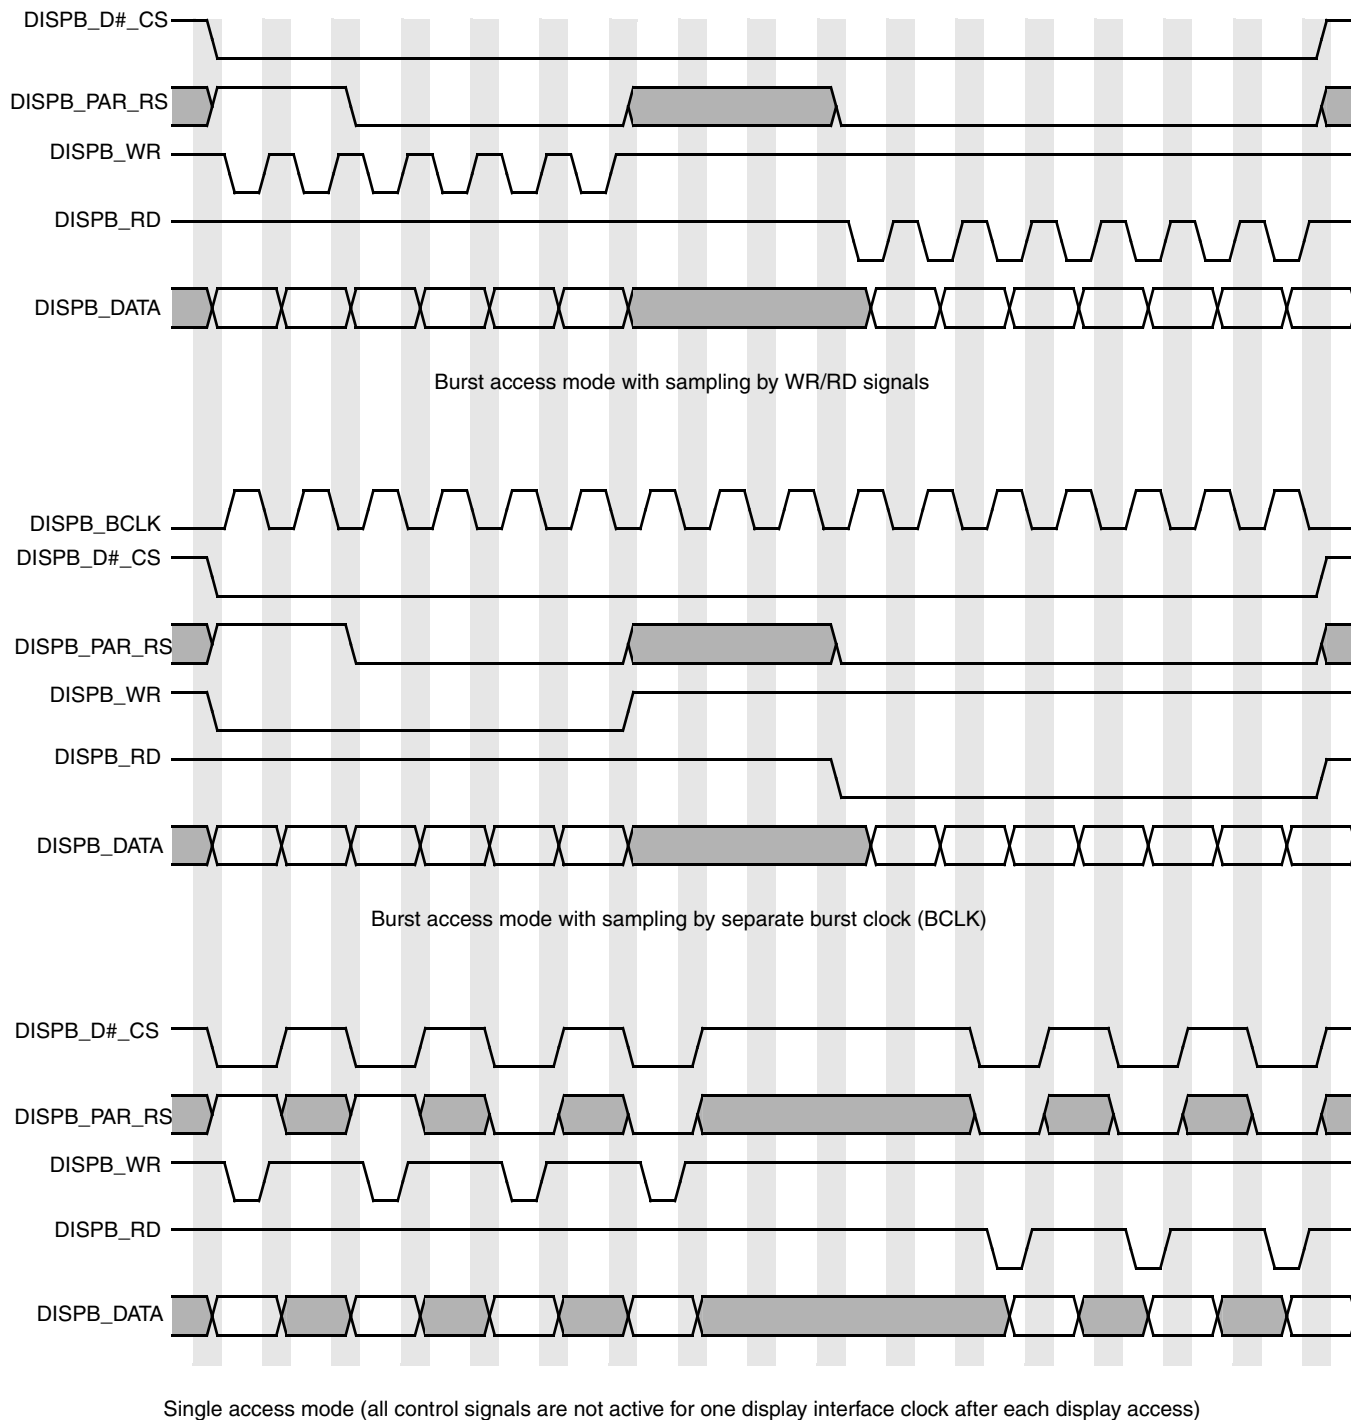 DISPB_D#_CS
DISPB_PAR_RS
DISPB_WR
DISPB_RD
DISPB_DATA
Burst access mode with sampling by WR/RD signals
DISPB_BCLK
DISPB_D#_CS
DISPB_PAR_RS
DISPB_WR
DISPB_RD
DISPB_DATA
Burst access mode with sampling by separate burst clock (BCLK)
DISPB_D#_CS
DISPB_PAR_RS
DISPB_WR
DISPB_RD
DISPB_DATA
Single access mode (all control signals are not active for one display interface clock after each display access)